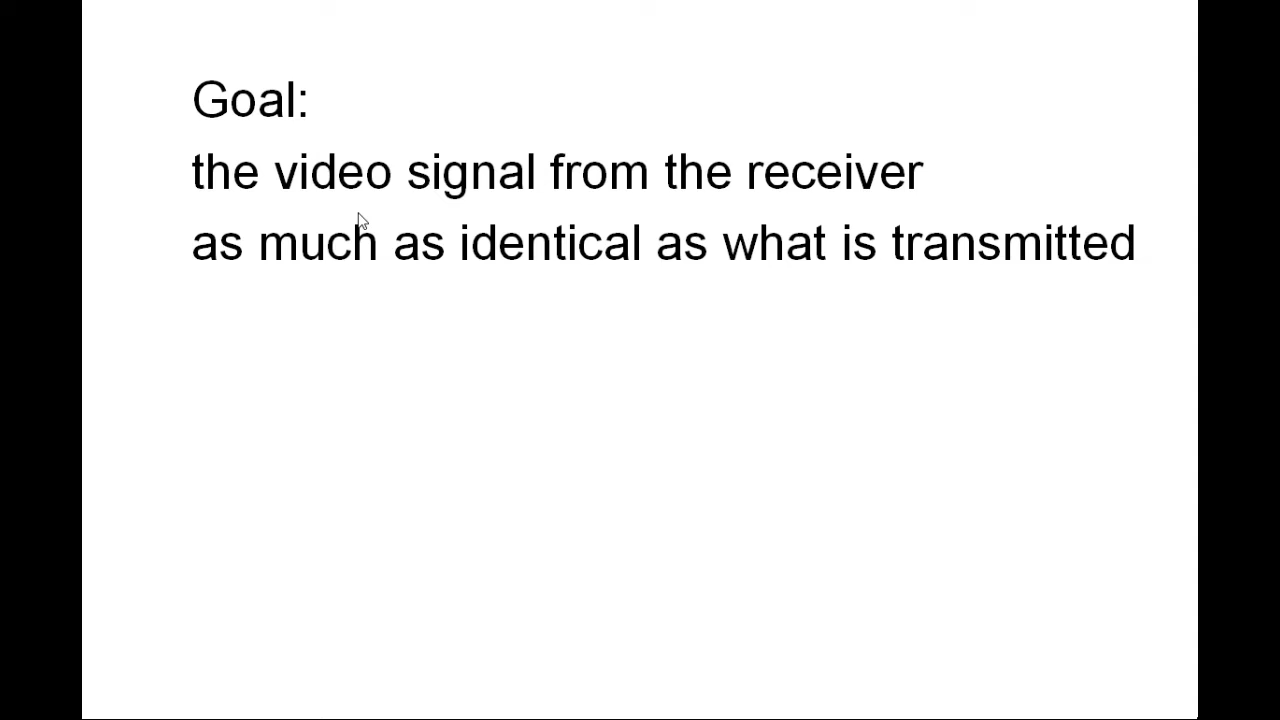 Goal:
the video signal from the receiver
as much as identical as what is transmitted